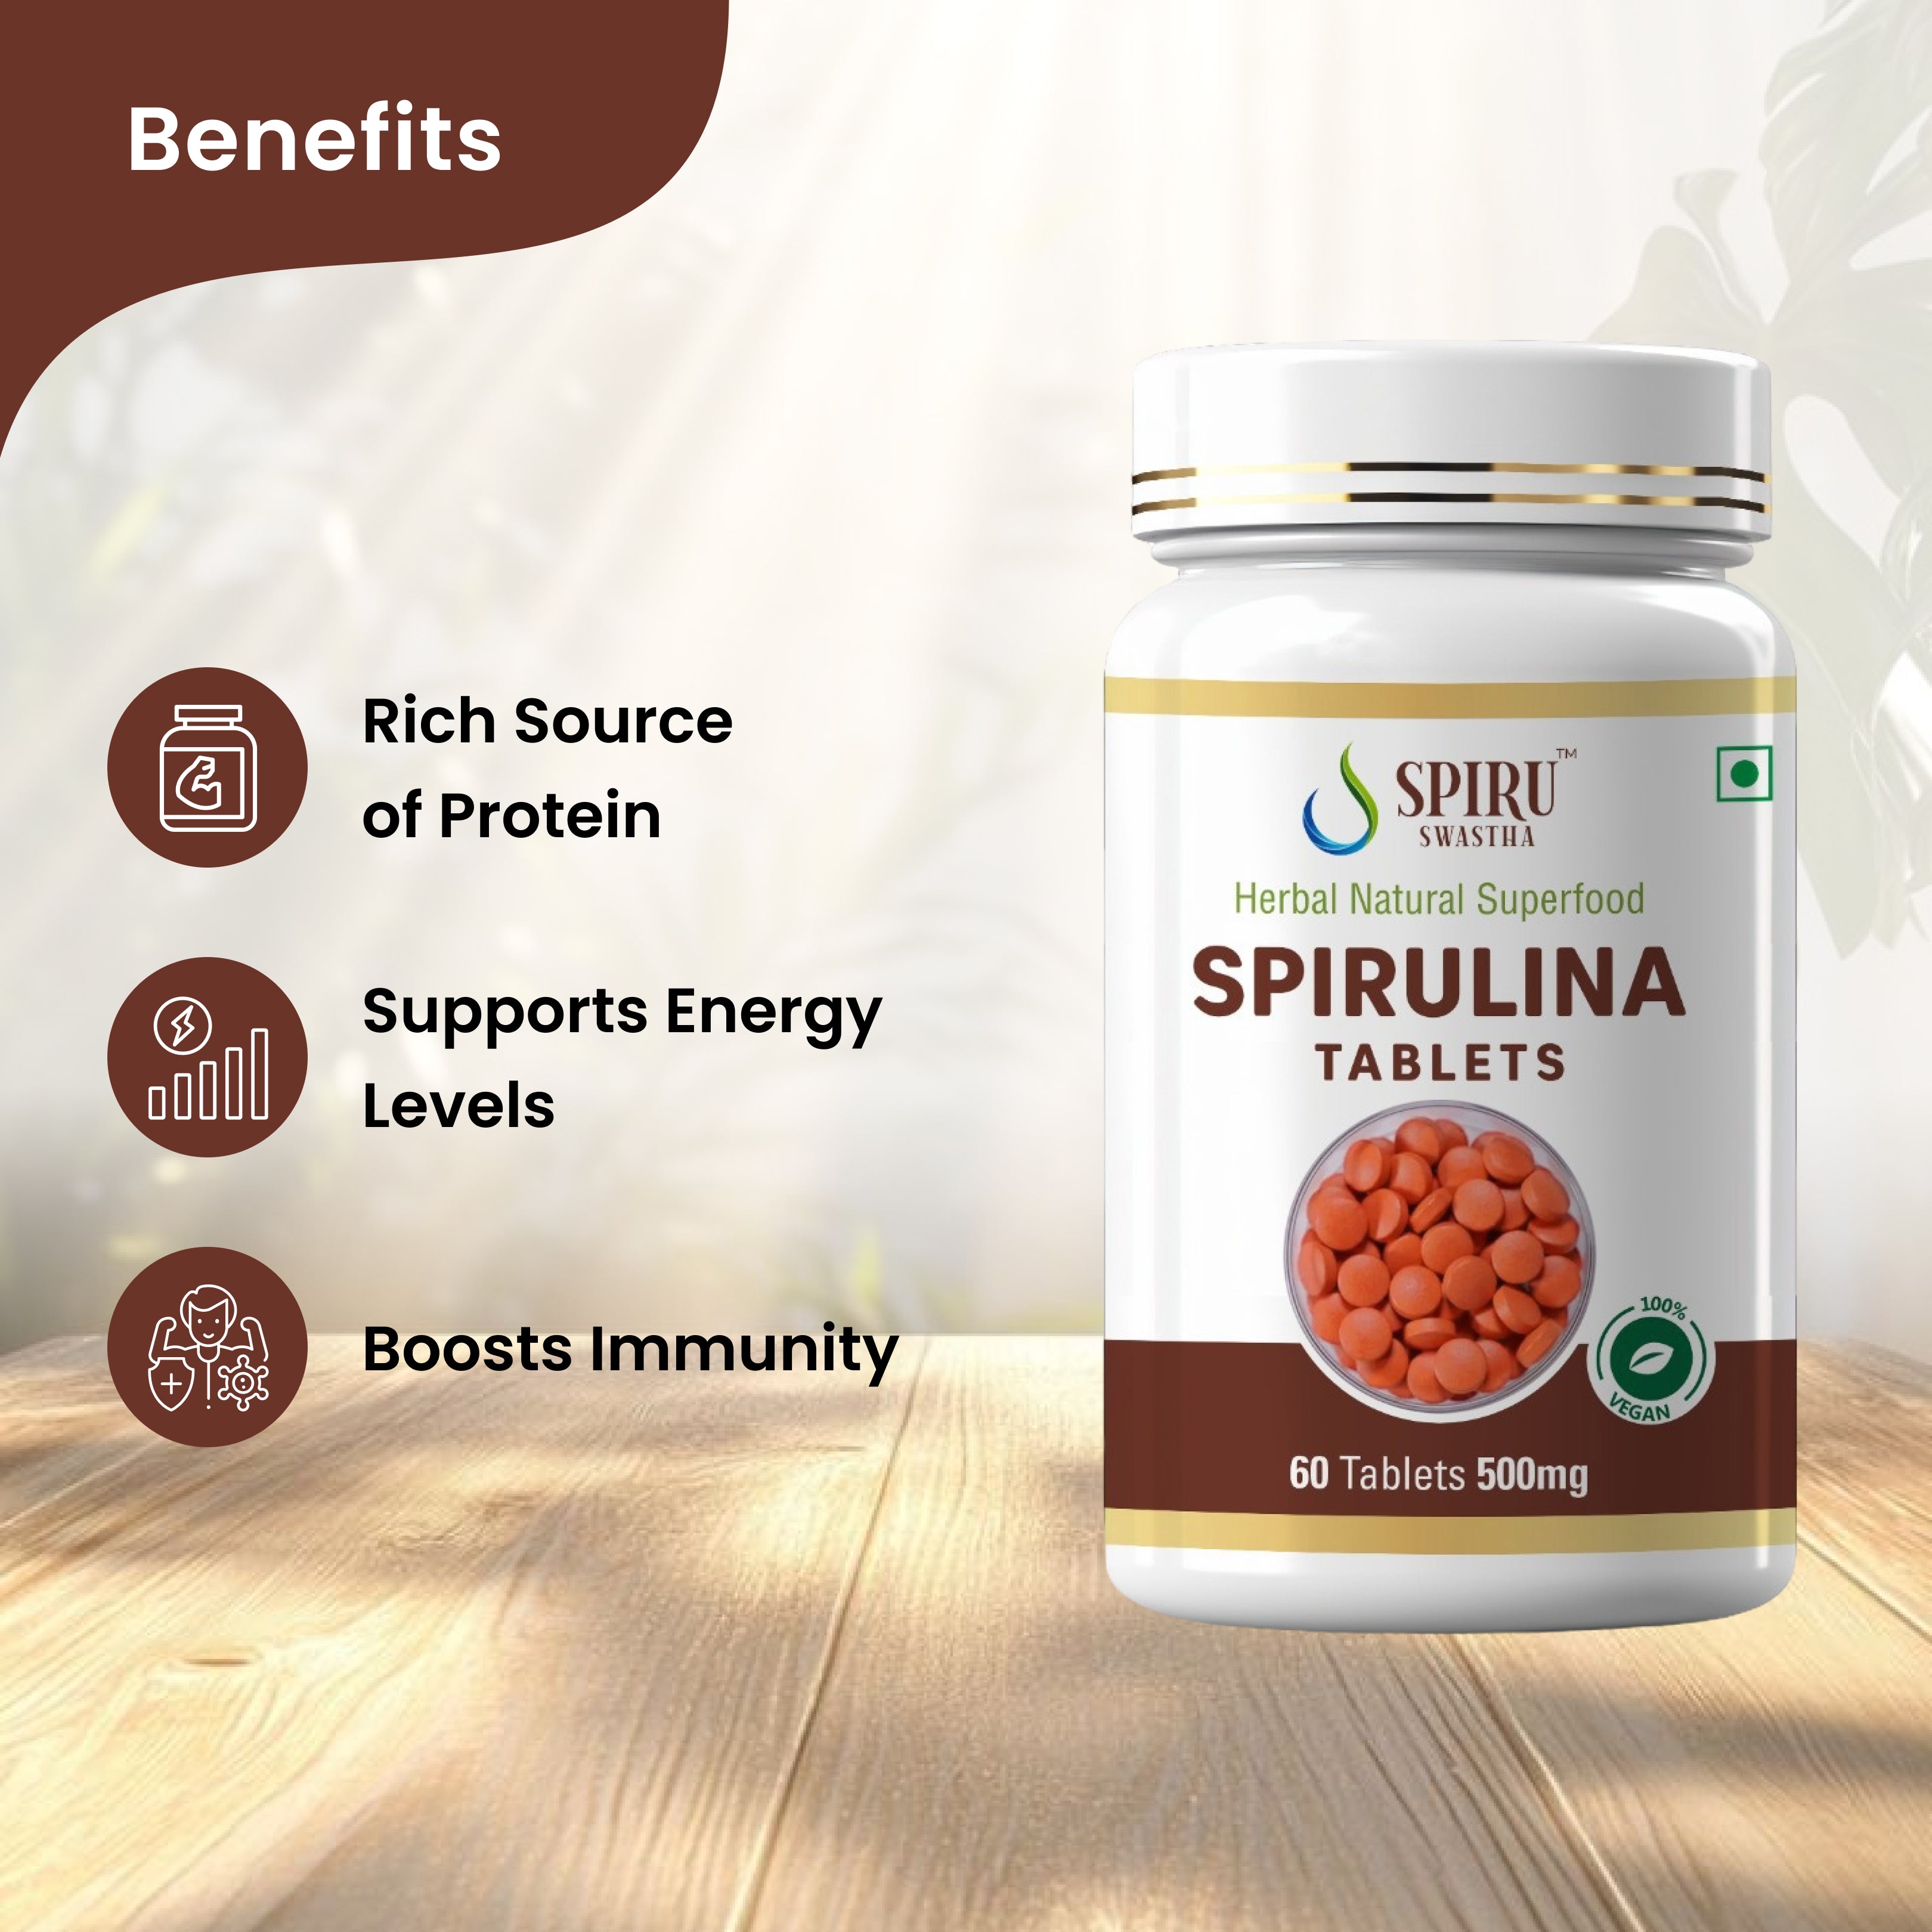 Benefits
Rich Source
of Protein
Supports Energy
Levels
Boosts Immunity
SPIRU™
SWASTHA
Herbal Natural Superfood
SPIRULINA
TABLETS
100%
VEGAN
60 Tablets 500mg